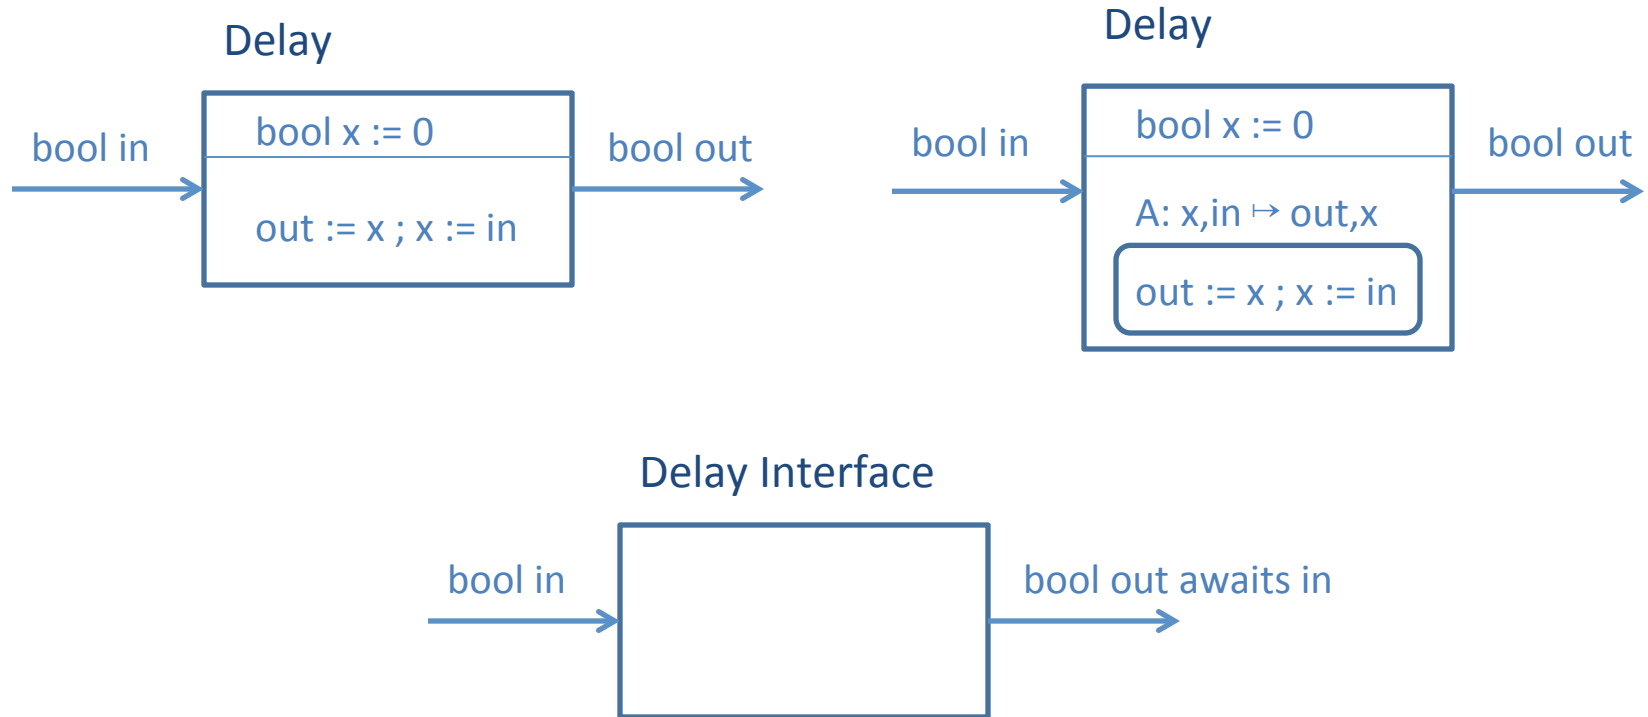 Delay
bool in
bool x := 0
out := x ; x := in
bool out
Delay
bool in
bool x := 0
A: x,in ↦ out,x
out := x ; x := in
bool out
Delay Interface
bool in
bool out awaits in